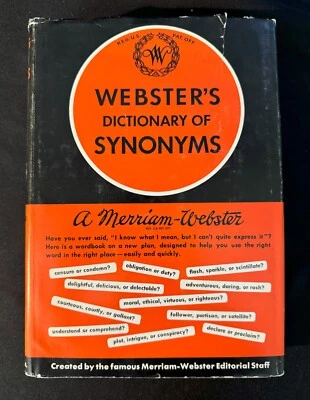 REG. U.S. PAT. OFF.
W
WEBSTER'S
DICTIONARY OF
SYNONYMS
A Merriam-Webster
REG. U.S. PAT. OFF.
Have you ever said, "I know what I mean, but I can't quite express it"?
Here is a wordbook on a new plan, designed to help you use the right
word in the right place—easily and quickly.
censure or condemn?
obligation or duty?
flash, sparkle, or scintillate?
delightful, delicious, or delectable?
adventurous, daring, or rash?
moral, ethical, virtuous, or righteous?
courteous, courtly, or gallant?
follower, partisan, or satellite?
understand or comprehend?
plot, intrigue, or conspiracy?
declare or proclaim?
Created by the famous Merriam-Webster Editorial Staff